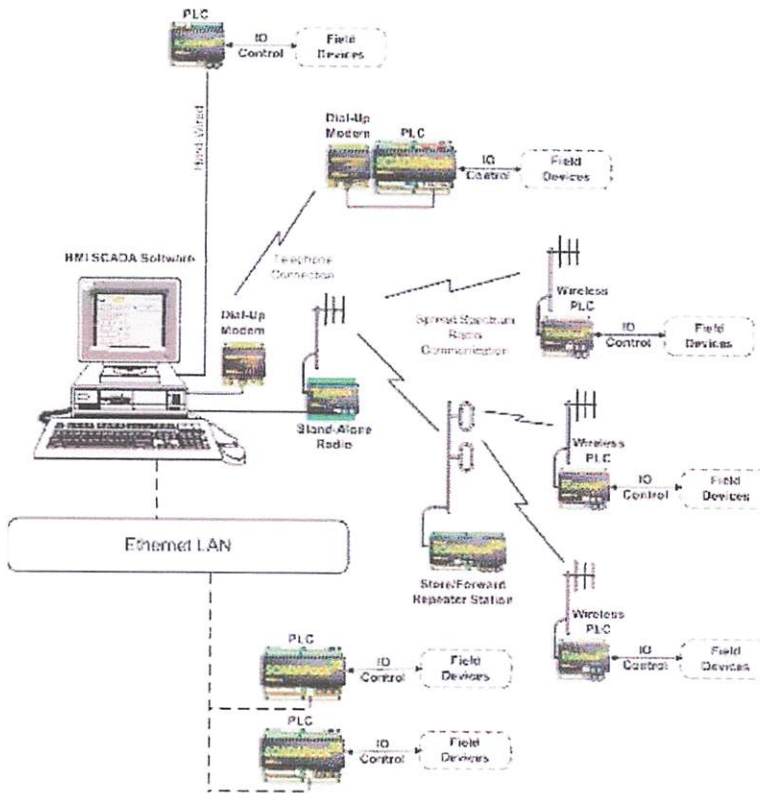 PLC
IO
Control
Field
Devices
Hard-Wired
Dial-Up
Modem
PLC
IO
Control
Field
Devices
HMI SCADA Software
Telephone
Connection
Dial-Up
Modem
Stand-Alone
Radio
Spread Spectrum
Radio
Communication
Wireless
PLC
IO
Control
Field
Devices
Wireless
PLC
IO
Control
Field
Devices
Ethernet LAN
Store/Forward
Repeater Station
Wireless
PLC
IO
Control
Field
Devices
PLC
SCADAPack
IO
Control
Field
Devices
PLC
SCADAPack
IO
Control
Field
Devices